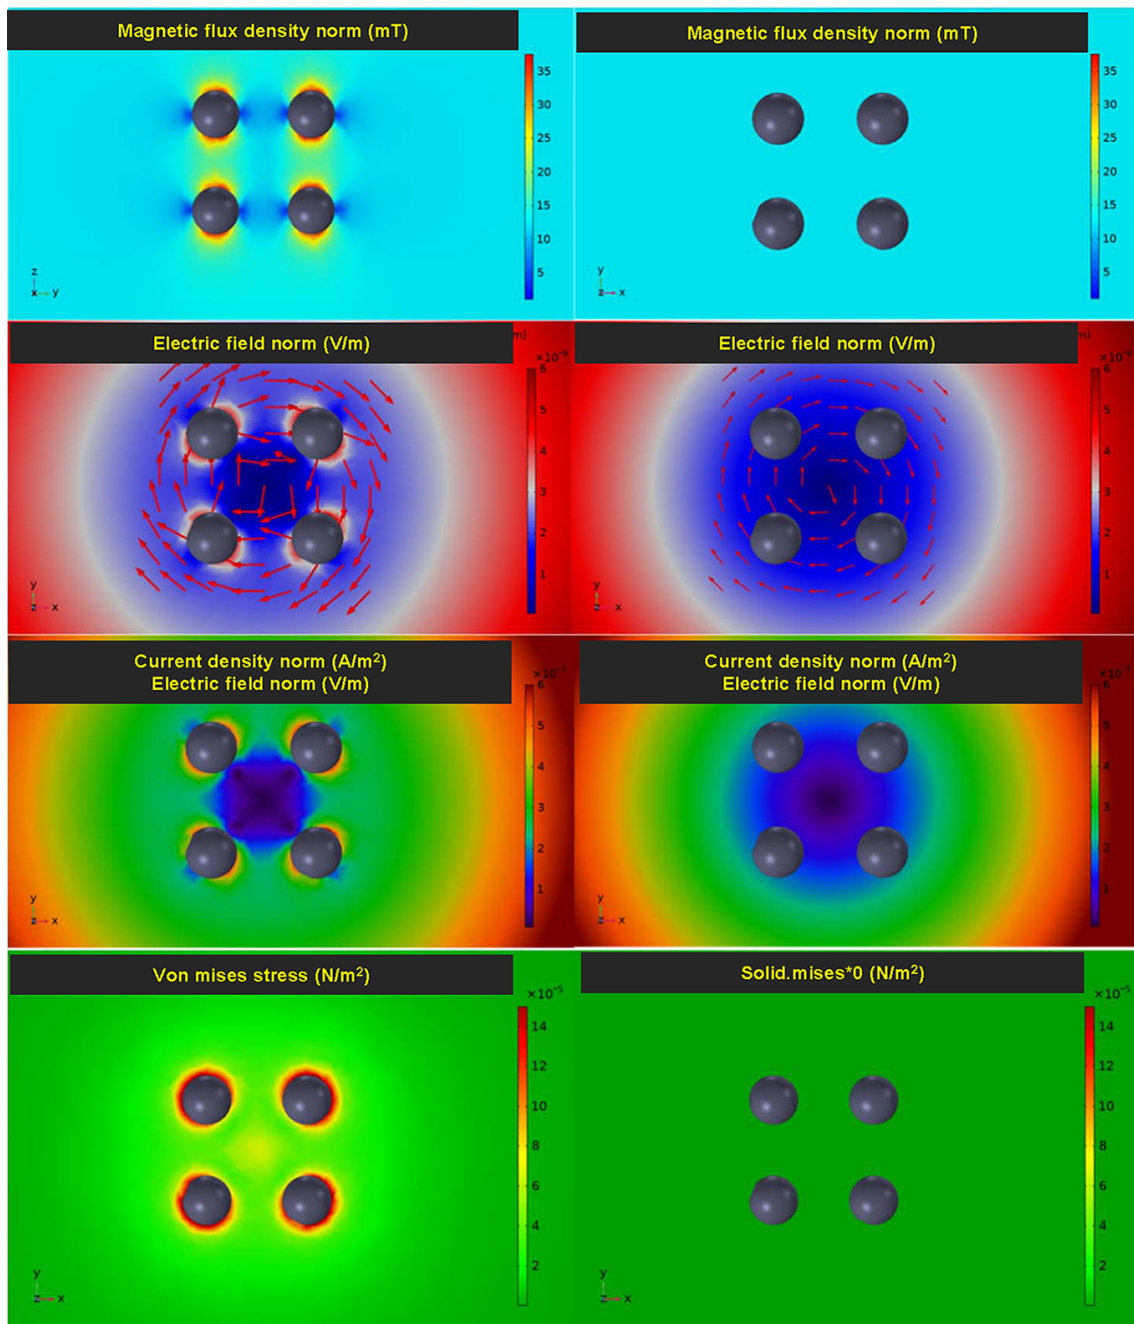 Magnetic flux density norm (mT)
35
30
25
20
15
10
5
z
x y
Magnetic flux density norm (mT)
35
30
25
20
15
10
5
y
z x
Electric field norm (V/m)
6
5
4
3
2
1
y
z x
Electric field norm (V/m)
6
5
4
3
2
1
y
z x
Current density norm (A/m²)
Electric field norm (V/m)
6
5
4
3
2
1
y
z x
Current density norm (A/m²)
Electric field norm (V/m)
6
5
4
3
2
1
y
z x
Von mises stress (N/m²)
×10⁻⁵
14
12
10
8
6
4
2
y
z x
Solid.mises*0 (N/m²)
×10⁻⁵
14
12
10
8
6
4
2
y
z x